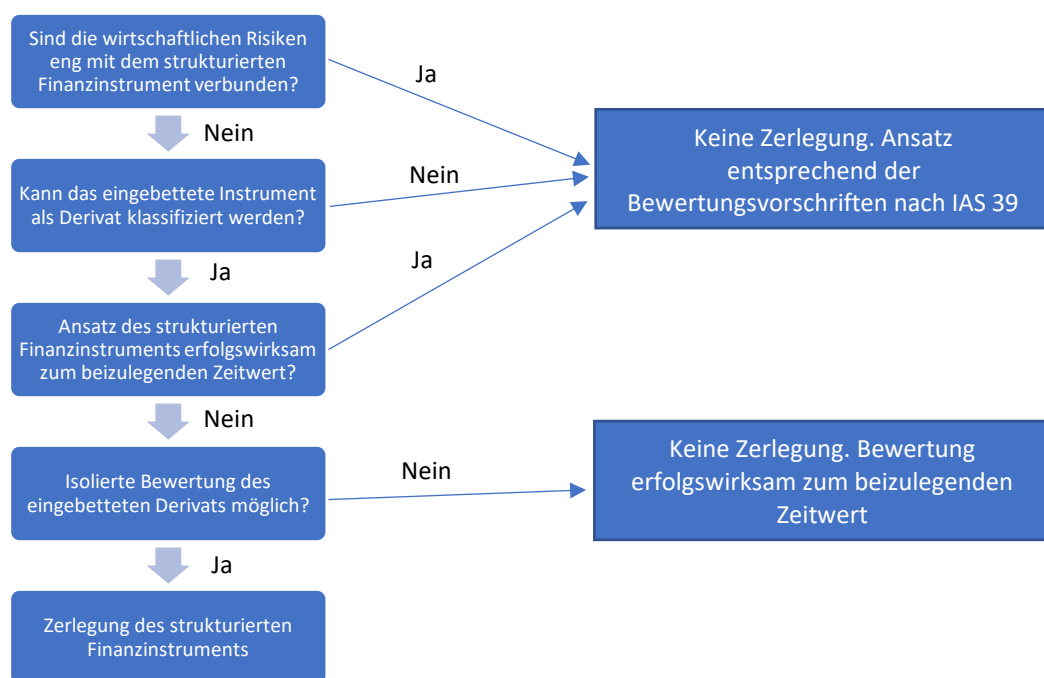 Sind die wirtschaftlichen Risiken
eng mit dem strukturierten
Finanzinstrument verbunden?
Ja
Nein
Keine Zerlegung. Ansatz
entsprechend der
Bewertungsvorschriften nach IAS 39
Kann das eingebettete Instrument
als Derivat klassifiziert werden?
Nein
Ja
Ja
Ansatz des strukturierten
Finanzinstruments erfolgswirksam
zum beizulegenden Zeitwert?
Nein
Isolierte Bewertung des
eingebetteten Derivats möglich?
Nein
Keine Zerlegung. Bewertung
erfolgswirksam zum beizulegenden
Zeitwert
Ja
Zerlegung des strukturierten
Finanzinstruments